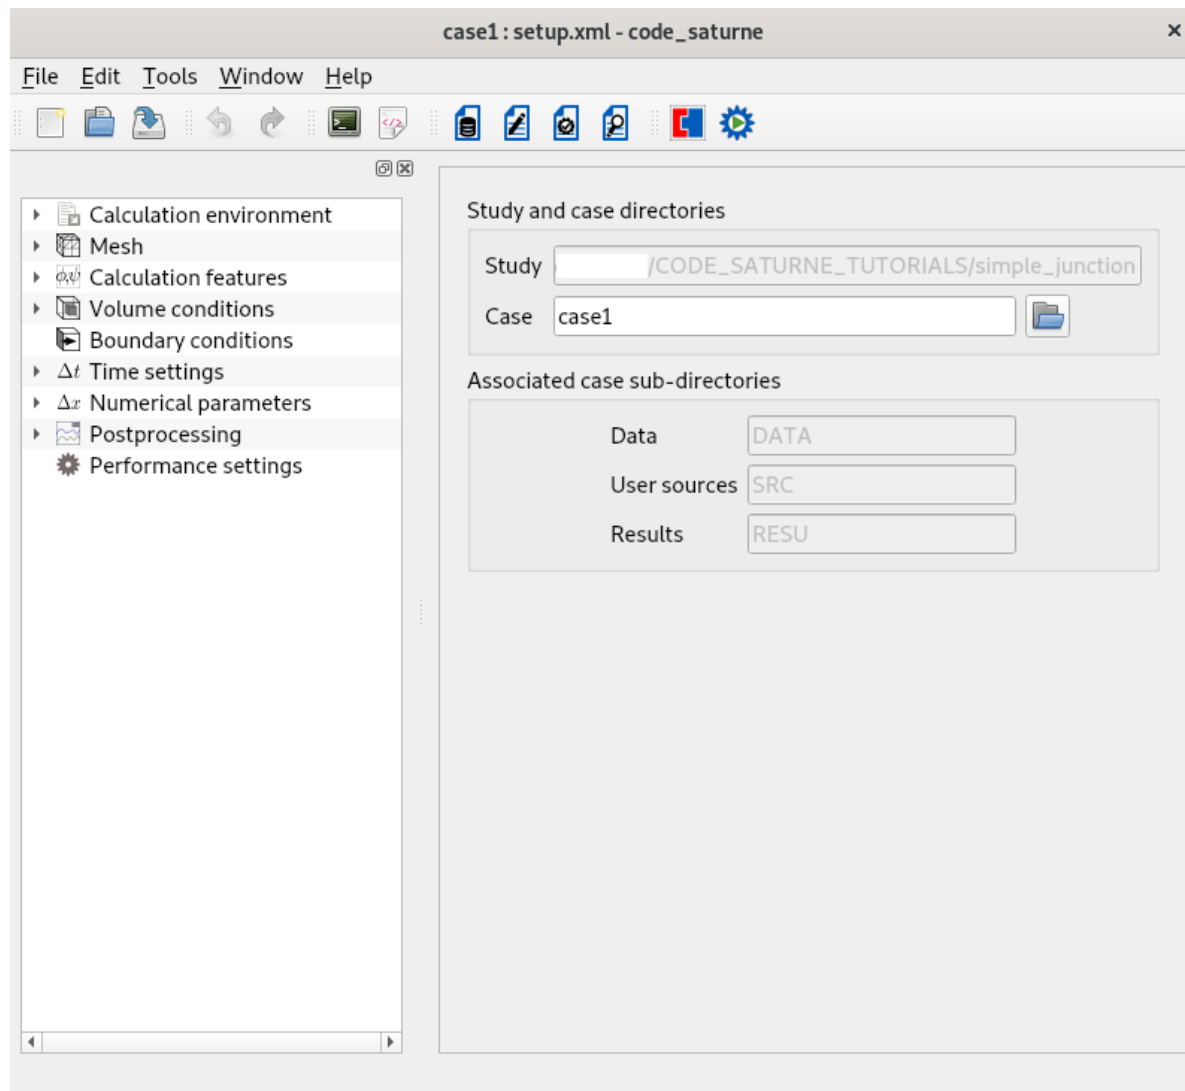 case1 : setup.xml - code_saturne
File Edit Tools Window Help
Calculation environment
Mesh
Calculation features
Volume conditions
Boundary conditions
Δt Time settings
Δx Numerical parameters
Postprocessing
Performance settings
Study and case directories
Study /CODE_SATURNE_TUTORIALS/simple_junction
Case case1
Associated case sub-directories
Data DATA
User sources SRC
Results RESU